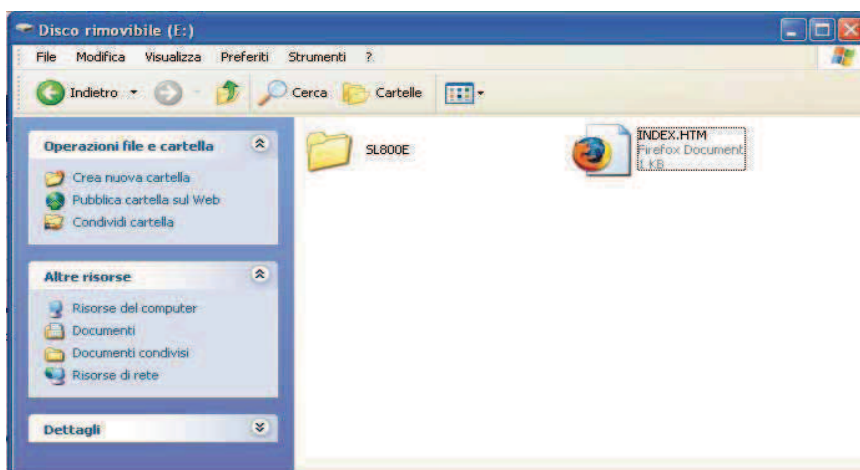 Disco rimovibile (E:)
File Modifica Visualizza Preferiti Strumenti ?
Indietro Cerca Cartelle
Operazioni file e cartella
Crea nuova cartella
Pubblica cartella sul Web
Condividi cartella
Altre risorse
Risorse del computer
Documenti
Documenti condivisi
Risorse di rete
Dettagli
SL800E
INDEX.HTM
Firefox Document
1 KB